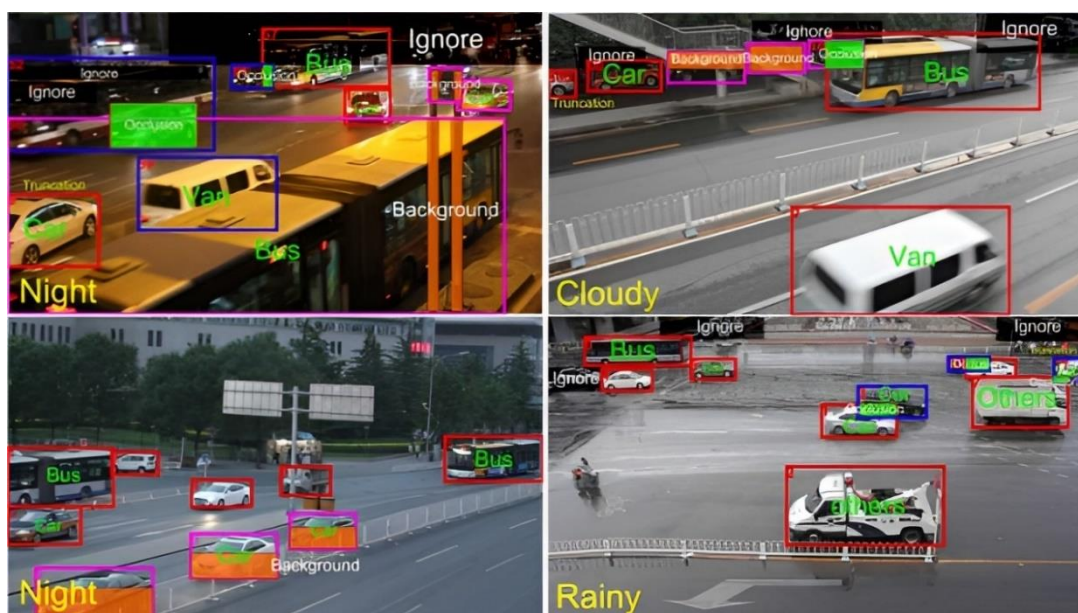 Ignore
Bus
Ignore
Occlusion
Ignore
Background
Occlusion
Truncation
Van
Car
Background
Bus
Night
Ignore
Ignore
Ignore
Car
Background
Background
Occlusion
Bus
Truncation
Van
Cloudy
Bus
Bus
Car
Background
Night
Ignore
Ignore
Bus
Truncation
Ignore
Car
Others
others
Rainy